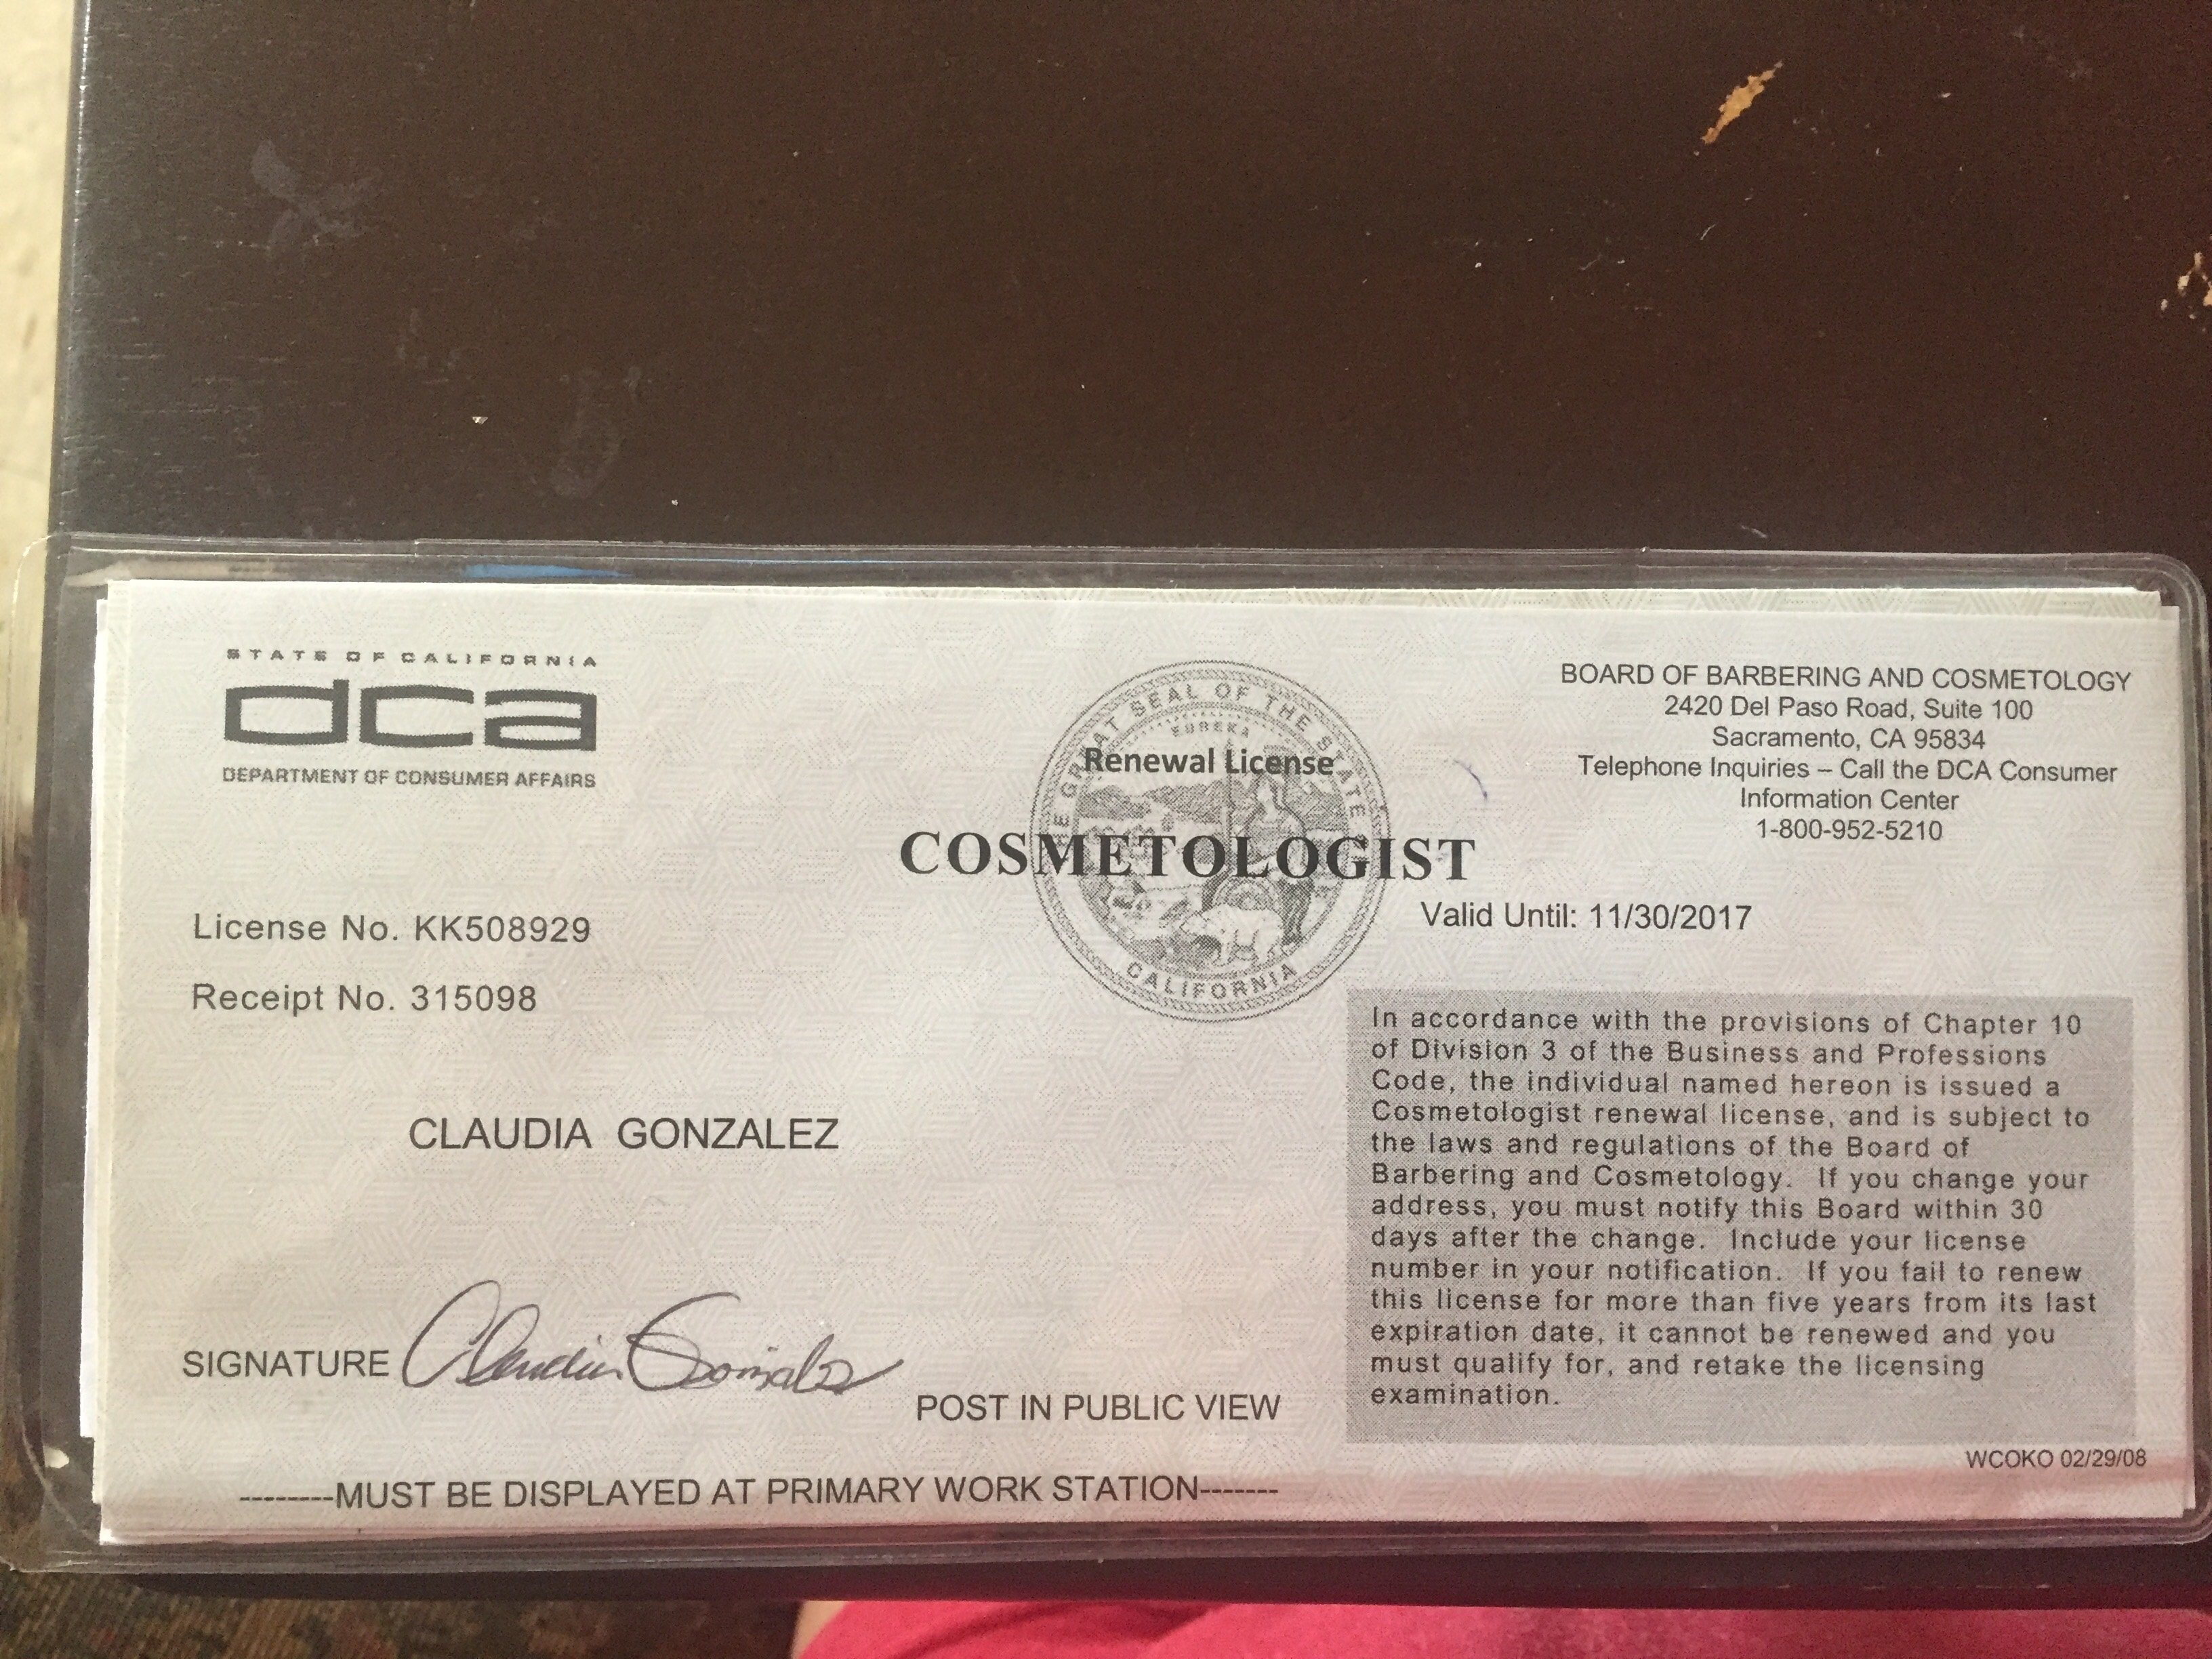 STATE OF CALIFORNIA
dca
DEPARTMENT OF CONSUMER AFFAIRS
THE GREAT SEAL OF THE STATE OF
EUREKA
CALIFORNIA
Renewal License
COSMETOLOGIST
BOARD OF BARBERING AND COSMETOLOGY
2420 Del Paso Road, Suite 100
Sacramento, CA 95834
Telephone Inquiries – Call the DCA Consumer
Information Center
1-800-952-5210
License No. KK508929
Valid Until: 11/30/2017
Receipt No. 315098
CLAUDIA GONZALEZ
In accordance with the provisions of Chapter 10
of Division 3 of the Business and Professions
Code, the individual named hereon is issued a
Cosmetologist renewal license, and is subject to
the laws and regulations of the Board of
Barbering and Cosmetology. If you change your
address, you must notify this Board within 30
days after the change. Include your license
number in your notification. If you fail to renew
this license for more than five years from its last
expiration date, it cannot be renewed and you
must qualify for, and retake the licensing
examination.
SIGNATURE Claudia Gonzalez
POST IN PUBLIC VIEW
WCOKO 02/29/08
--------MUST BE DISPLAYED AT PRIMARY WORK STATION-------